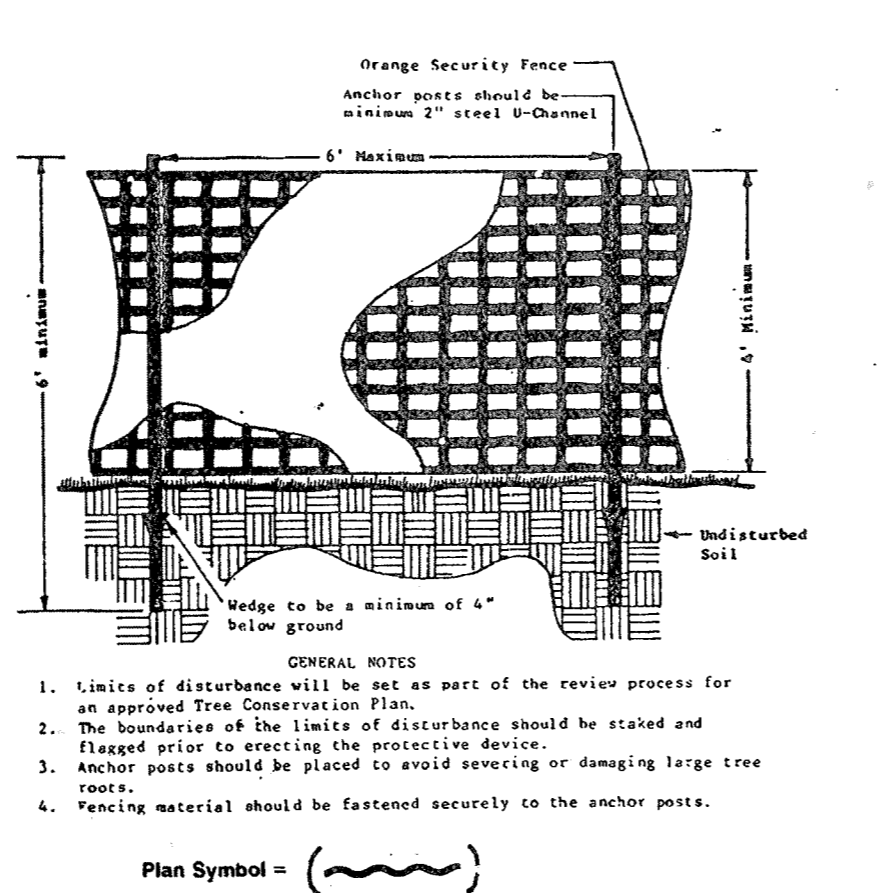 Orange Security Fence
Anchor posts should be
minimum 2" steel U-Channel
6' Maximum
6' minimum
4' Minimum
Undisturbed
Soil
Wedge to be a minimum of 4"
below ground
GENERAL NOTES
1. Limits of disturbance will be set as part of the review process for
an approved Tree Conservation Plan.
2. The boundaries of the limits of disturbance should be staked and
flagged prior to erecting the protective device.
3. Anchor posts should be placed to avoid severing or damaging large tree
roots.
4. Fencing material should be fastened securely to the anchor posts.
Plan Symbol = ( )